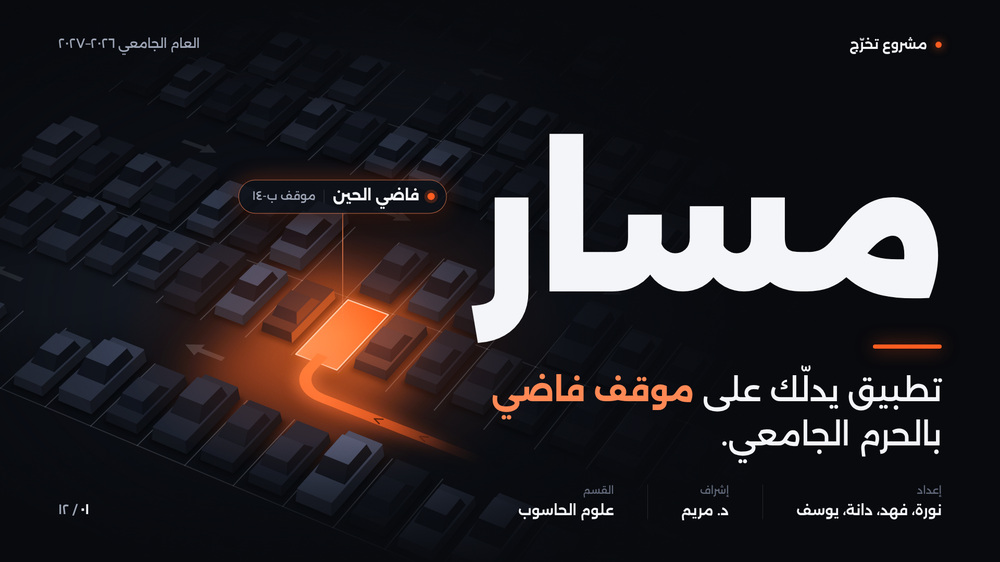 مشروع تخرّج
العام الجامعي ٢٠٢٦–٢٠٢٧
مسار
فاضي الحين
موقف ب-١٤
تطبيق يدلّك على موقف فاضي
بالحرم الجامعي.
إعداد
نورة، فهد، دانة، يوسف
إشراف
د. مريم
القسم
علوم الحاسوب
٠١ / ١٢